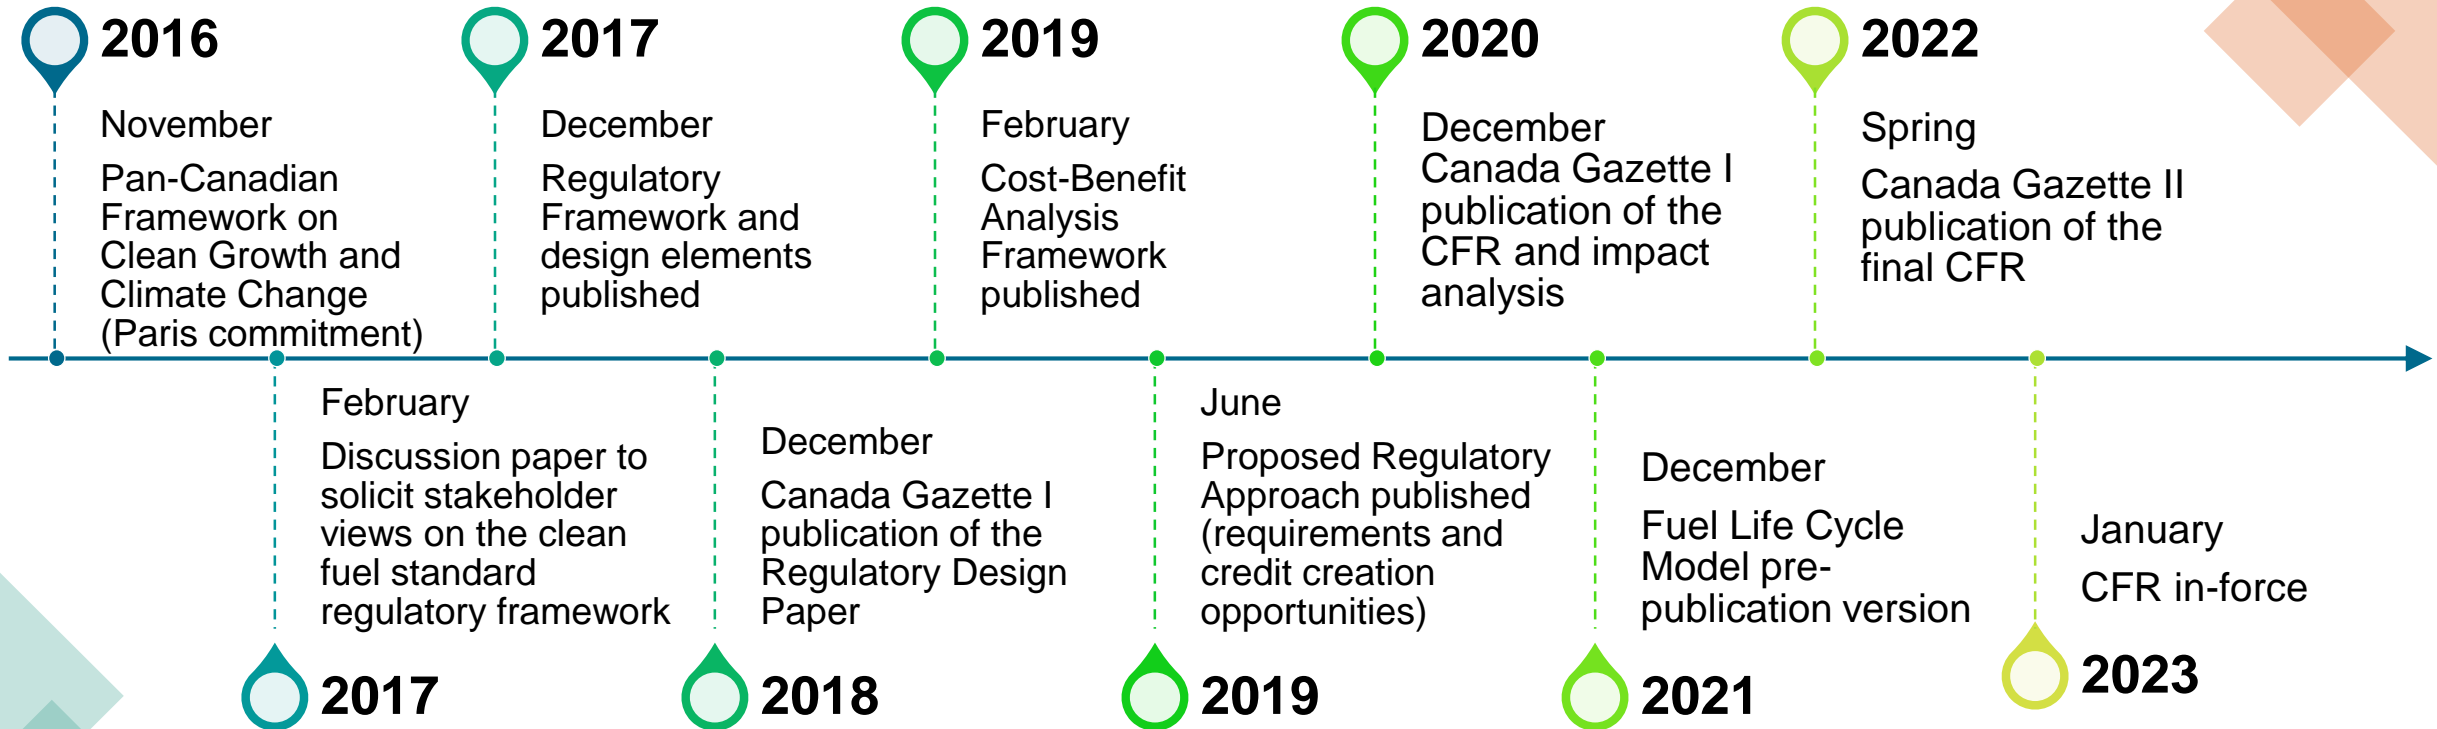 2016
November
Pan-Canadian
Framework on
Clean Growth and
Climate Change
(Paris commitment)
2017
December
Regulatory
Framework and
design elements
published
2019
February
Cost-Benefit
Analysis
Framework
published
2020
December
Canada Gazette I
publication of the
CFR and impact
analysis
2022
Spring
Canada Gazette II
publication of the
final CFR
February
Discussion paper to
solicit stakeholder
views on the clean
fuel standard
regulatory framework
2017
December
Canada Gazette I
publication of the
Regulatory Design
Paper
2018
June
Proposed Regulatory
Approach published
(requirements and
credit creation
opportunities)
2019
December
Fuel Life Cycle
Model pre-
publication version
2021
January
CFR in-force
2023